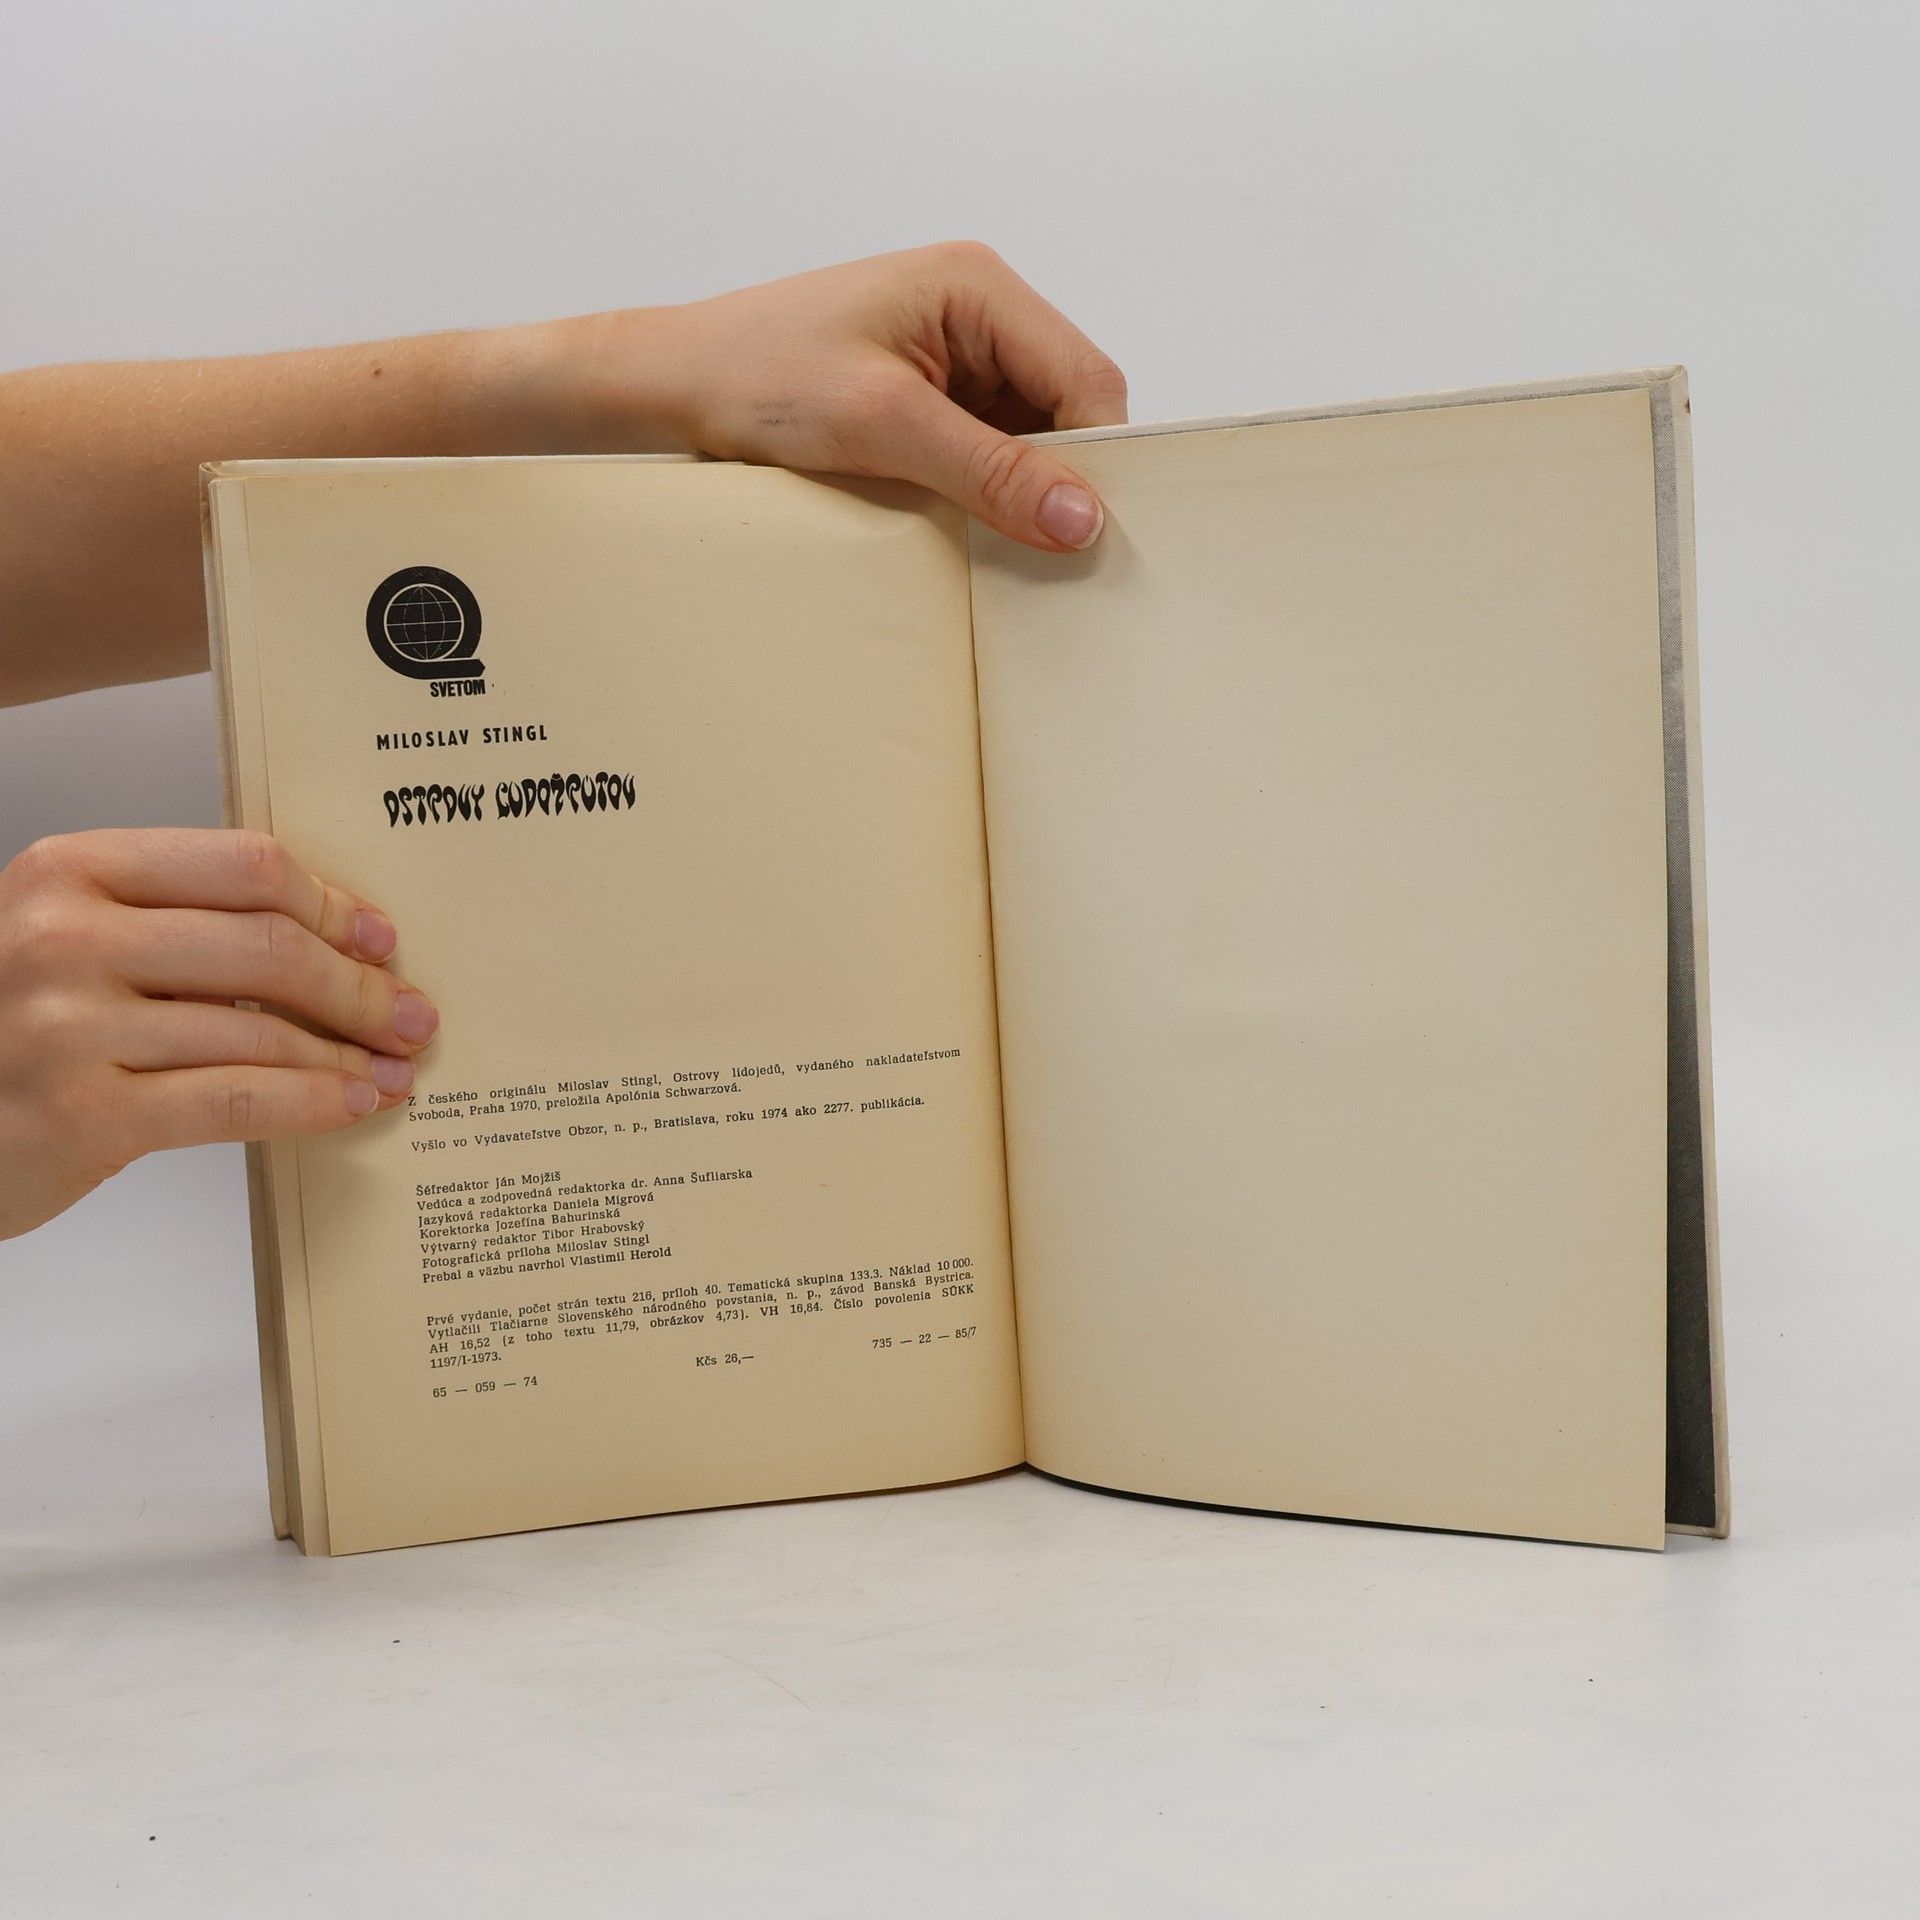 SVETOM
MILOSLAV STINGL
OSTROVY ĽUDOŽRÚTOV
Z českého originálu Miloslav Stingl, Ostrovy lidojedů, vydaného nakladateľstvom
Svoboda, Praha 1970, preložila Apolónia Schwarzová.
Vyšlo vo Vydavateľstve Obzor, n. p., Bratislava, roku 1974 ako 2277. publikácia.
Šéfredaktor Ján Mojžiš
Vedúca a zodpovedná redaktorka dr. Anna Šufliarska
Jazyková redaktorka Daniela Migrová
Korektorka Jozefína Bahurinská
Výtvarný redaktor Tibor Hrabovský
Fotografická príloha Miloslav Stingl
Prebal a väzbu navrhol Vlastimil Herold
Prvé vydanie, počet strán textu 216, príloh 40. Tematická skupina 133.3. Náklad 10 000.
Vytlačili Tlačiarne Slovenského národného povstania, n. p., závod Banská Bystrica.
AH 16,52 (z toho textu 11,79, obrázkov 4,73). VH 16,84. Číslo povolenia SÚKK
1197/I-1973.
735 — 22 — 85/7
Kčs 26,—
65 — 059 — 74